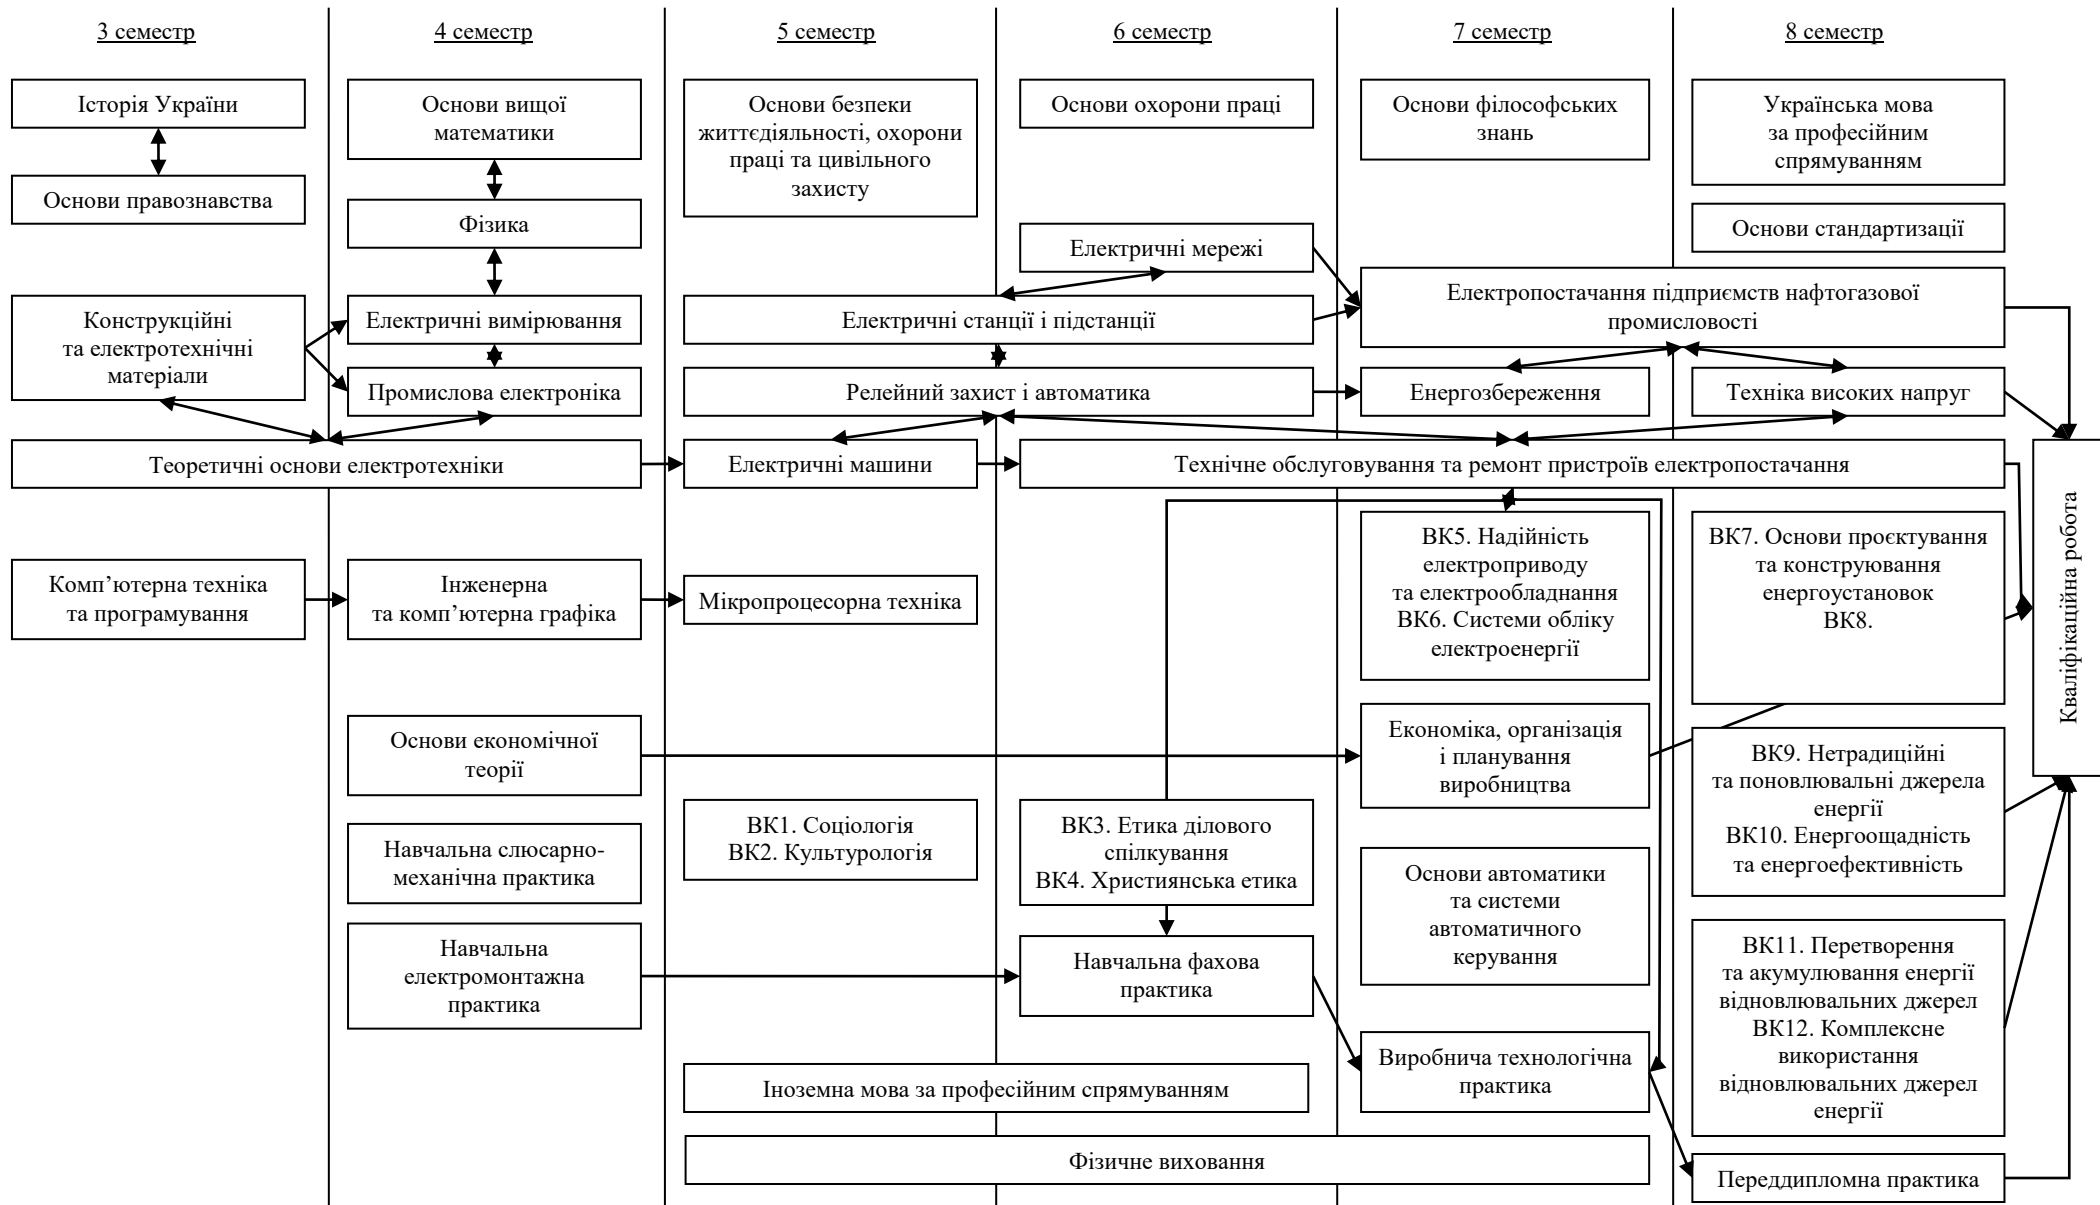 3 семестр
4 семестр
5 семестр
6 семестр
7 семестр
8 семестр
Історія України
Основи правознавства
Конструкційні
та електротехнічні
матеріали
Теоретичні основи електротехніки
Комп’ютерна техніка
та програмування
Основи вищої
математики
Фізика
Електричні вимірювання
Промислова електроніка
Інженерна
та комп’ютерна графіка
Основи економічної
теорії
Навчальна слюсарно-
механічна практика
Навчальна
електромонтажна
практика
Основи безпеки
життєдіяльності, охорони
праці та цивільного
захисту
Електричні станції і підстанції
Релейний захист і автоматика
Електричні машини
Мікропроцесорна техніка
ВК1. Соціологія
ВК2. Культурологія
Іноземна мова за професійним спрямуванням
Фізичне виховання
Основи охорони праці
Електричні мережі
Технічне обслуговування та ремонт пристроїв електропостачання
ВК3. Етика ділового
спілкування
ВК4. Християнська етика
Навчальна фахова
практика
Основи філософських
знань
Електропостачання підприємств нафтогазової
промисловості
Енергозбереження
ВК5. Надійність
електроприводу
та електрообладнання
ВК6. Системи обліку
електроенергії
Економіка, організація
і планування
виробництва
Основи автоматики
та системи
автоматичного
керування
Виробнича технологічна
практика
Українська мова
за професійним
спрямуванням
Основи стандартизації
Техніка високих напруг
ВК7. Основи проєктування
та конструювання
енергоустановок
ВК8.
ВК9. Нетрадиційні
та поновлювальні джерела
енергії
ВК10. Енергоощадність
та енергоефективність
ВК11. Перетворення
та акумулювання енергії
відновлювальних джерел
ВК12. Комплексне
використання
відновлювальних джерел
енергії
Переддипломна практика
Кваліфікаційна робота